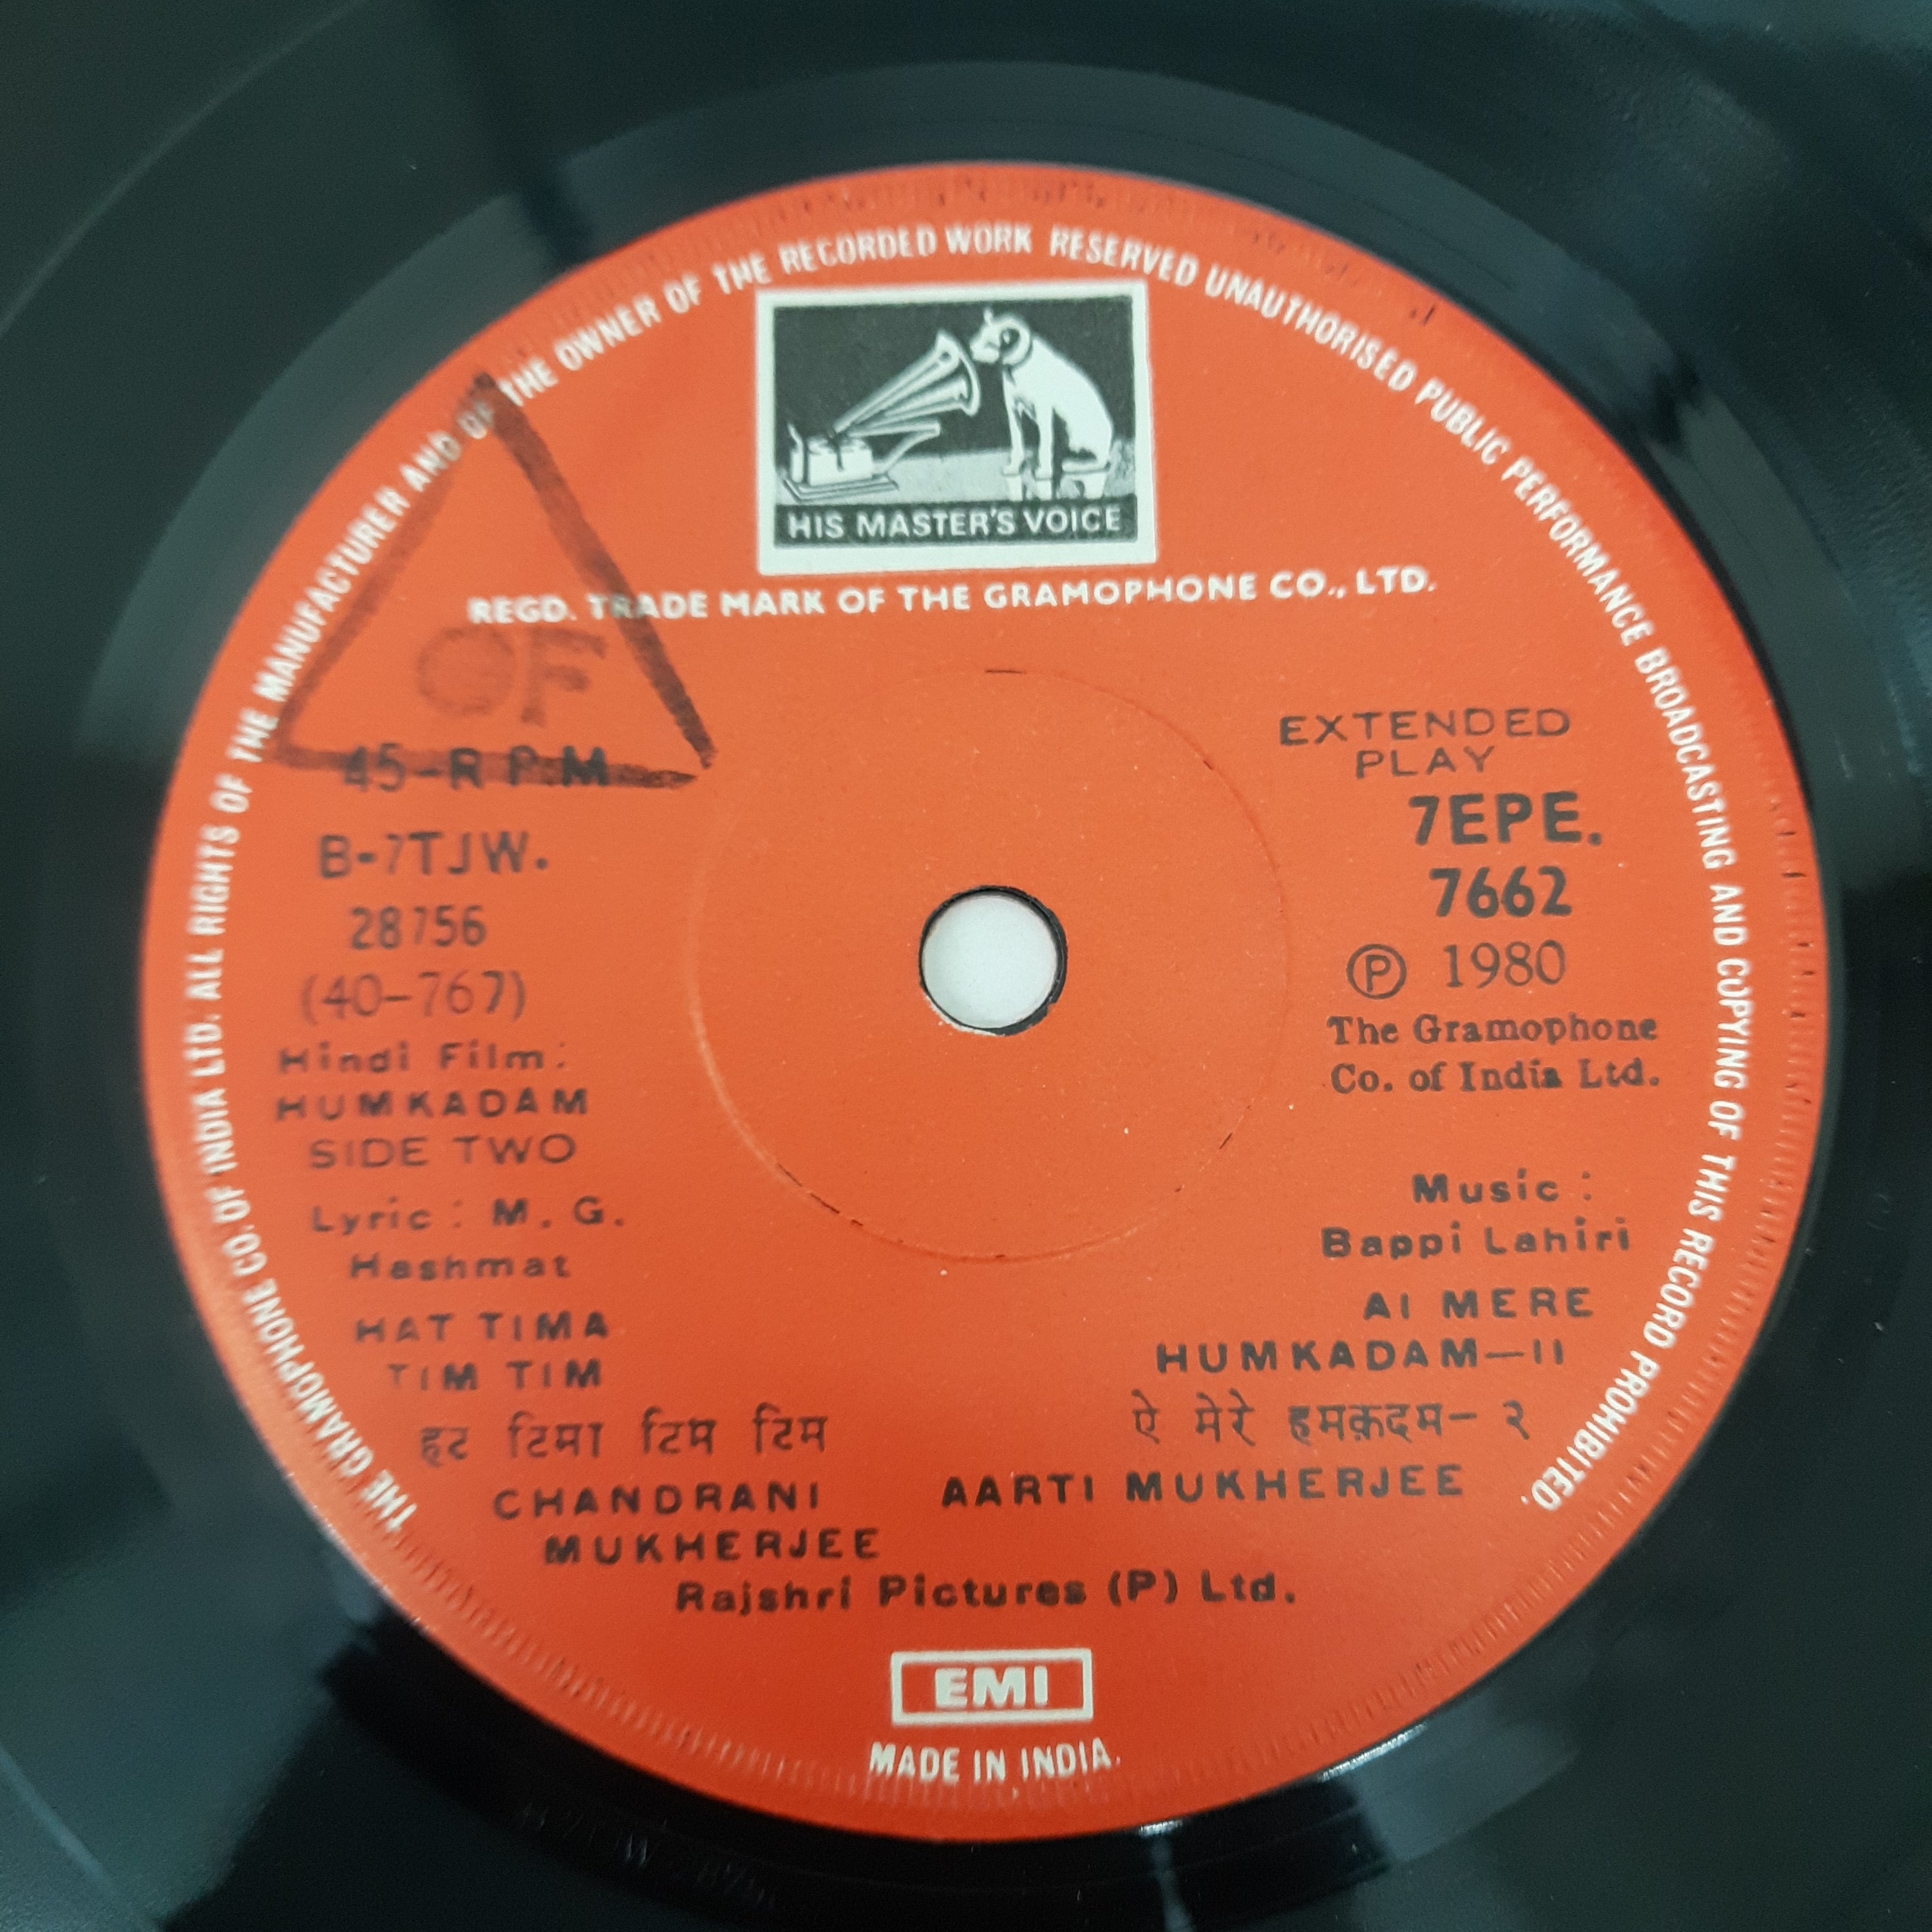 THE GRAMOPHONE CO. OF INDIA LTD. ALL RIGHTS OF THE MANUFACTURER AND OF THE OWNER OF THE RECORDED WORK RESERVED UNAUTHORISED PUBLIC PERFORMANCE BROADCASTING AND COPYING OF THIS RECORD PROHIBITED.
HIS MASTER'S VOICE
REGD. TRADE MARK OF THE GRAMOPHONE CO., LTD.
OF
45-RPM
B-7TJW.
28756
(40-767)
Hindi Film:
HUMKADAM
SIDE TWO
Lyric: M. G.
Hashmat
HAT TIMA
TIM TIM
हट टिमा टिम टिम
CHANDRANI
MUKHERJEE
EXTENDED
PLAY
7EPE.
7662
Ⓟ 1980
The Gramophone
Co. of India Ltd.
Music:
Bappi Lahiri
AI MERE
HUMKADAM—II
ऐ मेरे हमक़दम- २
AARTI MUKHERJEE
Rajshri Pictures (P) Ltd.
EMI
MADE IN INDIA.